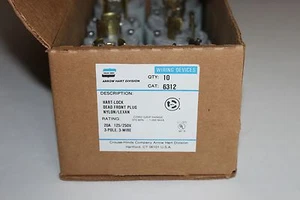 ARROW HART DIVISION
WIRING DEVICES
QTY: 10
CAT: 6312
DESCRIPTION
HART-LOCK
DEAD FRONT PLUG
NYLON/LEXAN
RATING:
20A 125/250V
3-POLE, 3 WIRE
Crouse-Hinds Company Arrow Hart Division
Hartford, CT 06101 U.S.A.